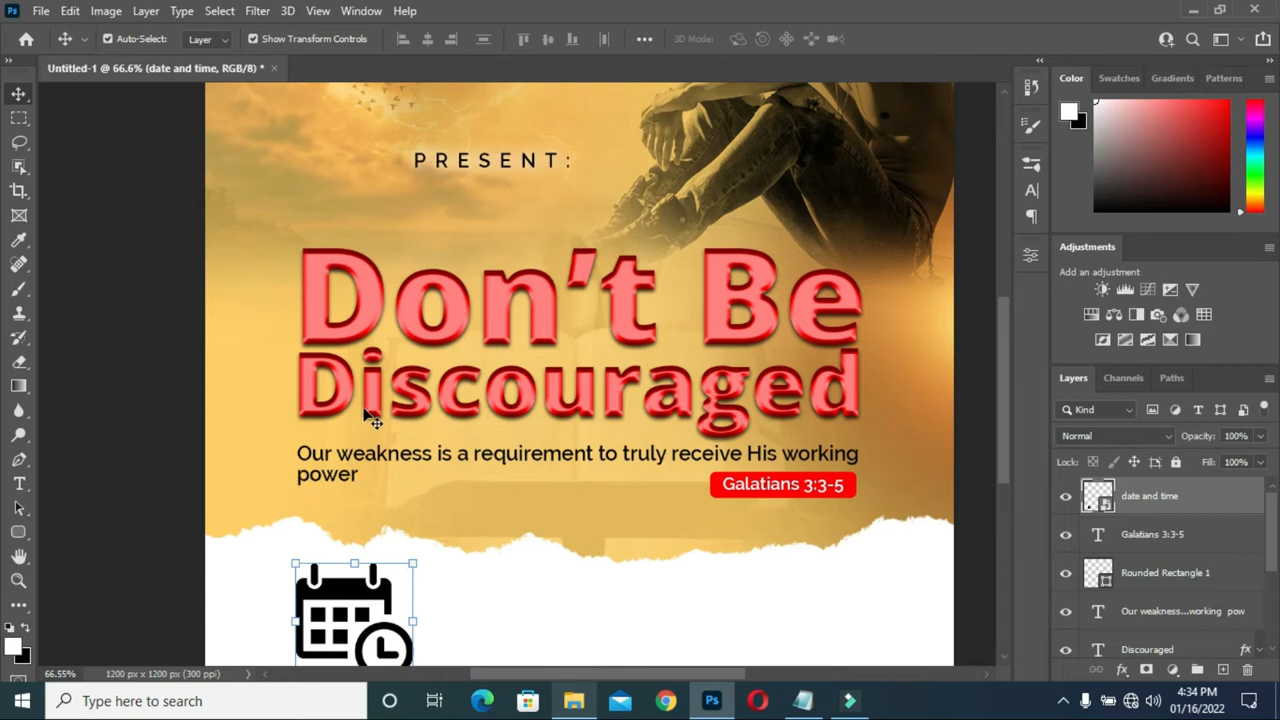 Ps File Edit Image Layer Type Select Filter 3D View Window Help
Auto-Select: Layer Show Transform Controls ••• 3D Mode:
Untitled-1 @ 66.6% (date and time, RGB/8) * ×
PRESENT:
Don't Be
Discouraged
Our weakness is a requirement to truly receive His working
power
Galatians 3:3-5
66.55% 1200 px x 1200 px (300 ppi)
Color Swatches Gradients Patterns
Adjustments
Add an adjustment
Layers Channels Paths
Kind
Normal Opacity: 100%
Lock: Fill: 100%
date and time
T Galatians 3:3-5
Rounded Rectangle 1
T Our weakness...working pow
T Discouraged fx
fx
Type here to search
Ps
4:34 PM
01/16/2022